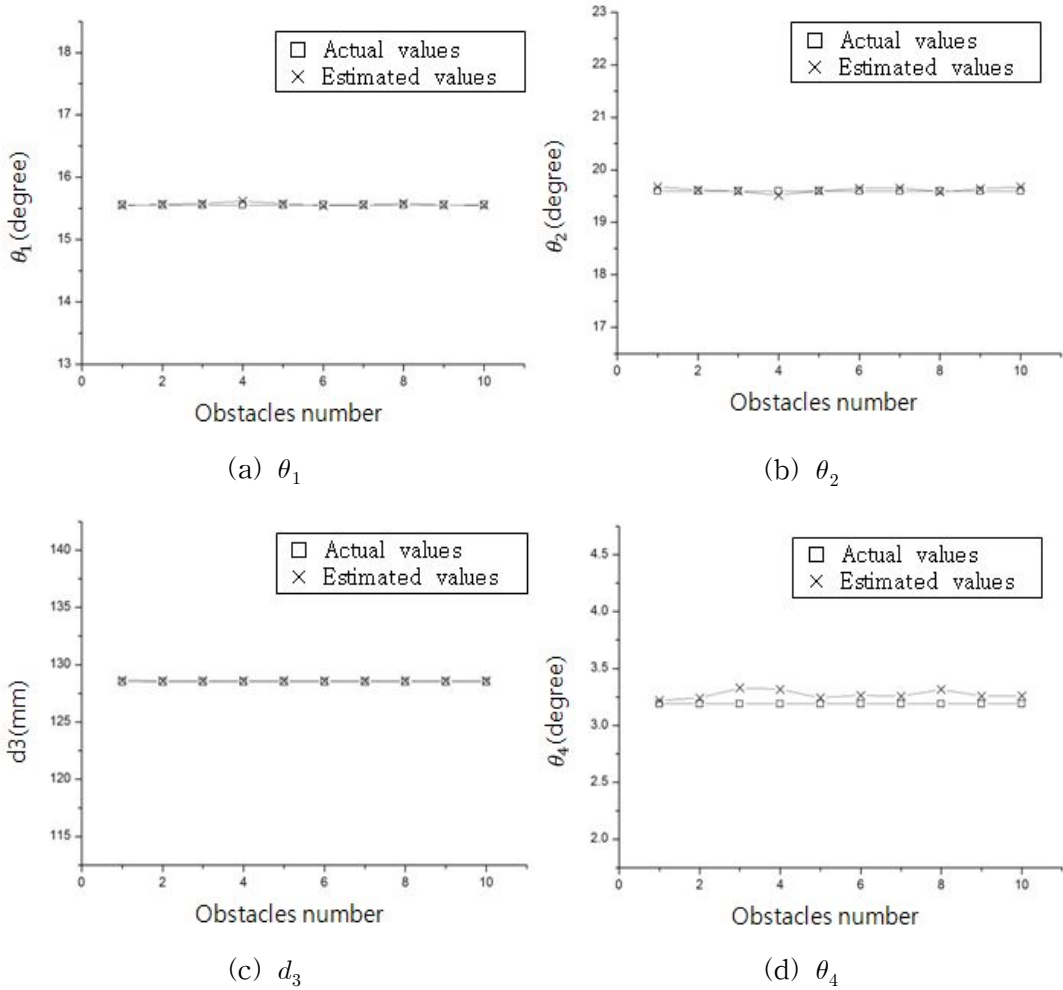 18
17
16
15
14
13
0 2 4 6 8 10
θ₁(degree)
□ Actual values
× Estimated values
Obstacles number
(a) θ₁
23
22
21
20
19
18
17
0 2 4 6 8 10
θ₂(degree)
□ Actual values
× Estimated values
Obstacles number
(b) θ₂
140
135
130
125
120
115
0 2 4 6 8 10
d3(mm)
□ Actual values
× Estimated values
Obstacles number
(c) d₃
4.5
4.0
3.5
3.0
2.5
2.0
0 2 4 6 8 10
θ₄(degree)
□ Actual values
× Estimated values
Obstacles number
(d) θ₄